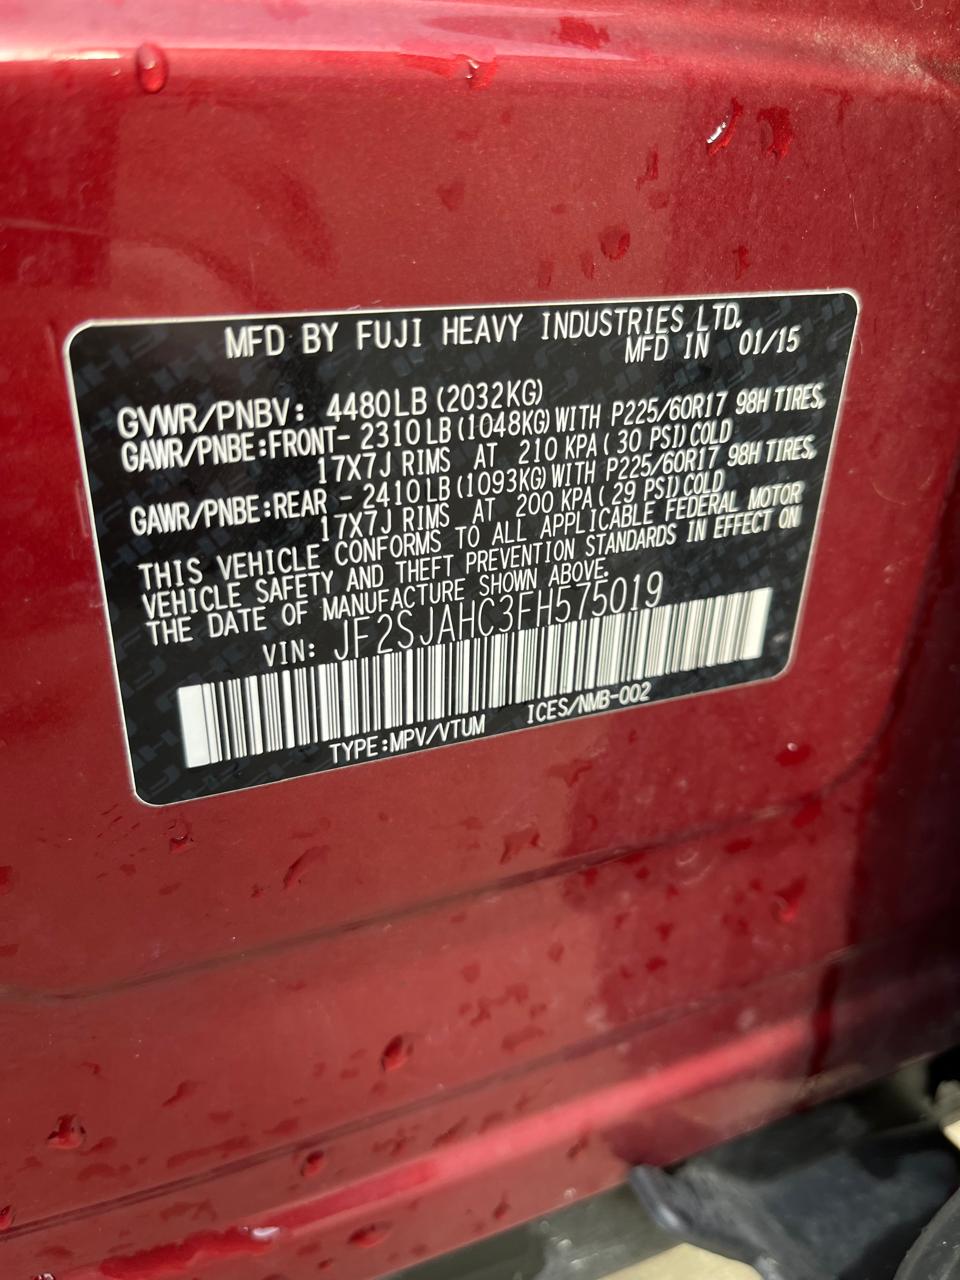 MFD BY FUJI HEAVY INDUSTRIES LTD.
MFD IN 01/15
GVWR/PNBV: 4480LB (2032KG)
GAWR/PNBE:FRONT- 2310LB (1048KG) WITH P225/60R17 98H TIRES,
17X7J RIMS AT 210 KPA ( 30 PSI) COLD
GAWR/PNBE:REAR - 2410LB (1093KG) WITH P225/60R17 98H TIRES,
17X7J RIMS AT 200 KPA ( 29 PSI) COLD
THIS VEHICLE CONFORMS TO ALL APPLICABLE FEDERAL MOTOR
VEHICLE SAFETY AND THEFT PREVENTION STANDARDS IN EFFECT ON
THE DATE OF MANUFACTURE SHOWN ABOVE.
VIN: JF2SJAHC3FH575019
TYPE:MPV/VTUM ICES/NMB-002